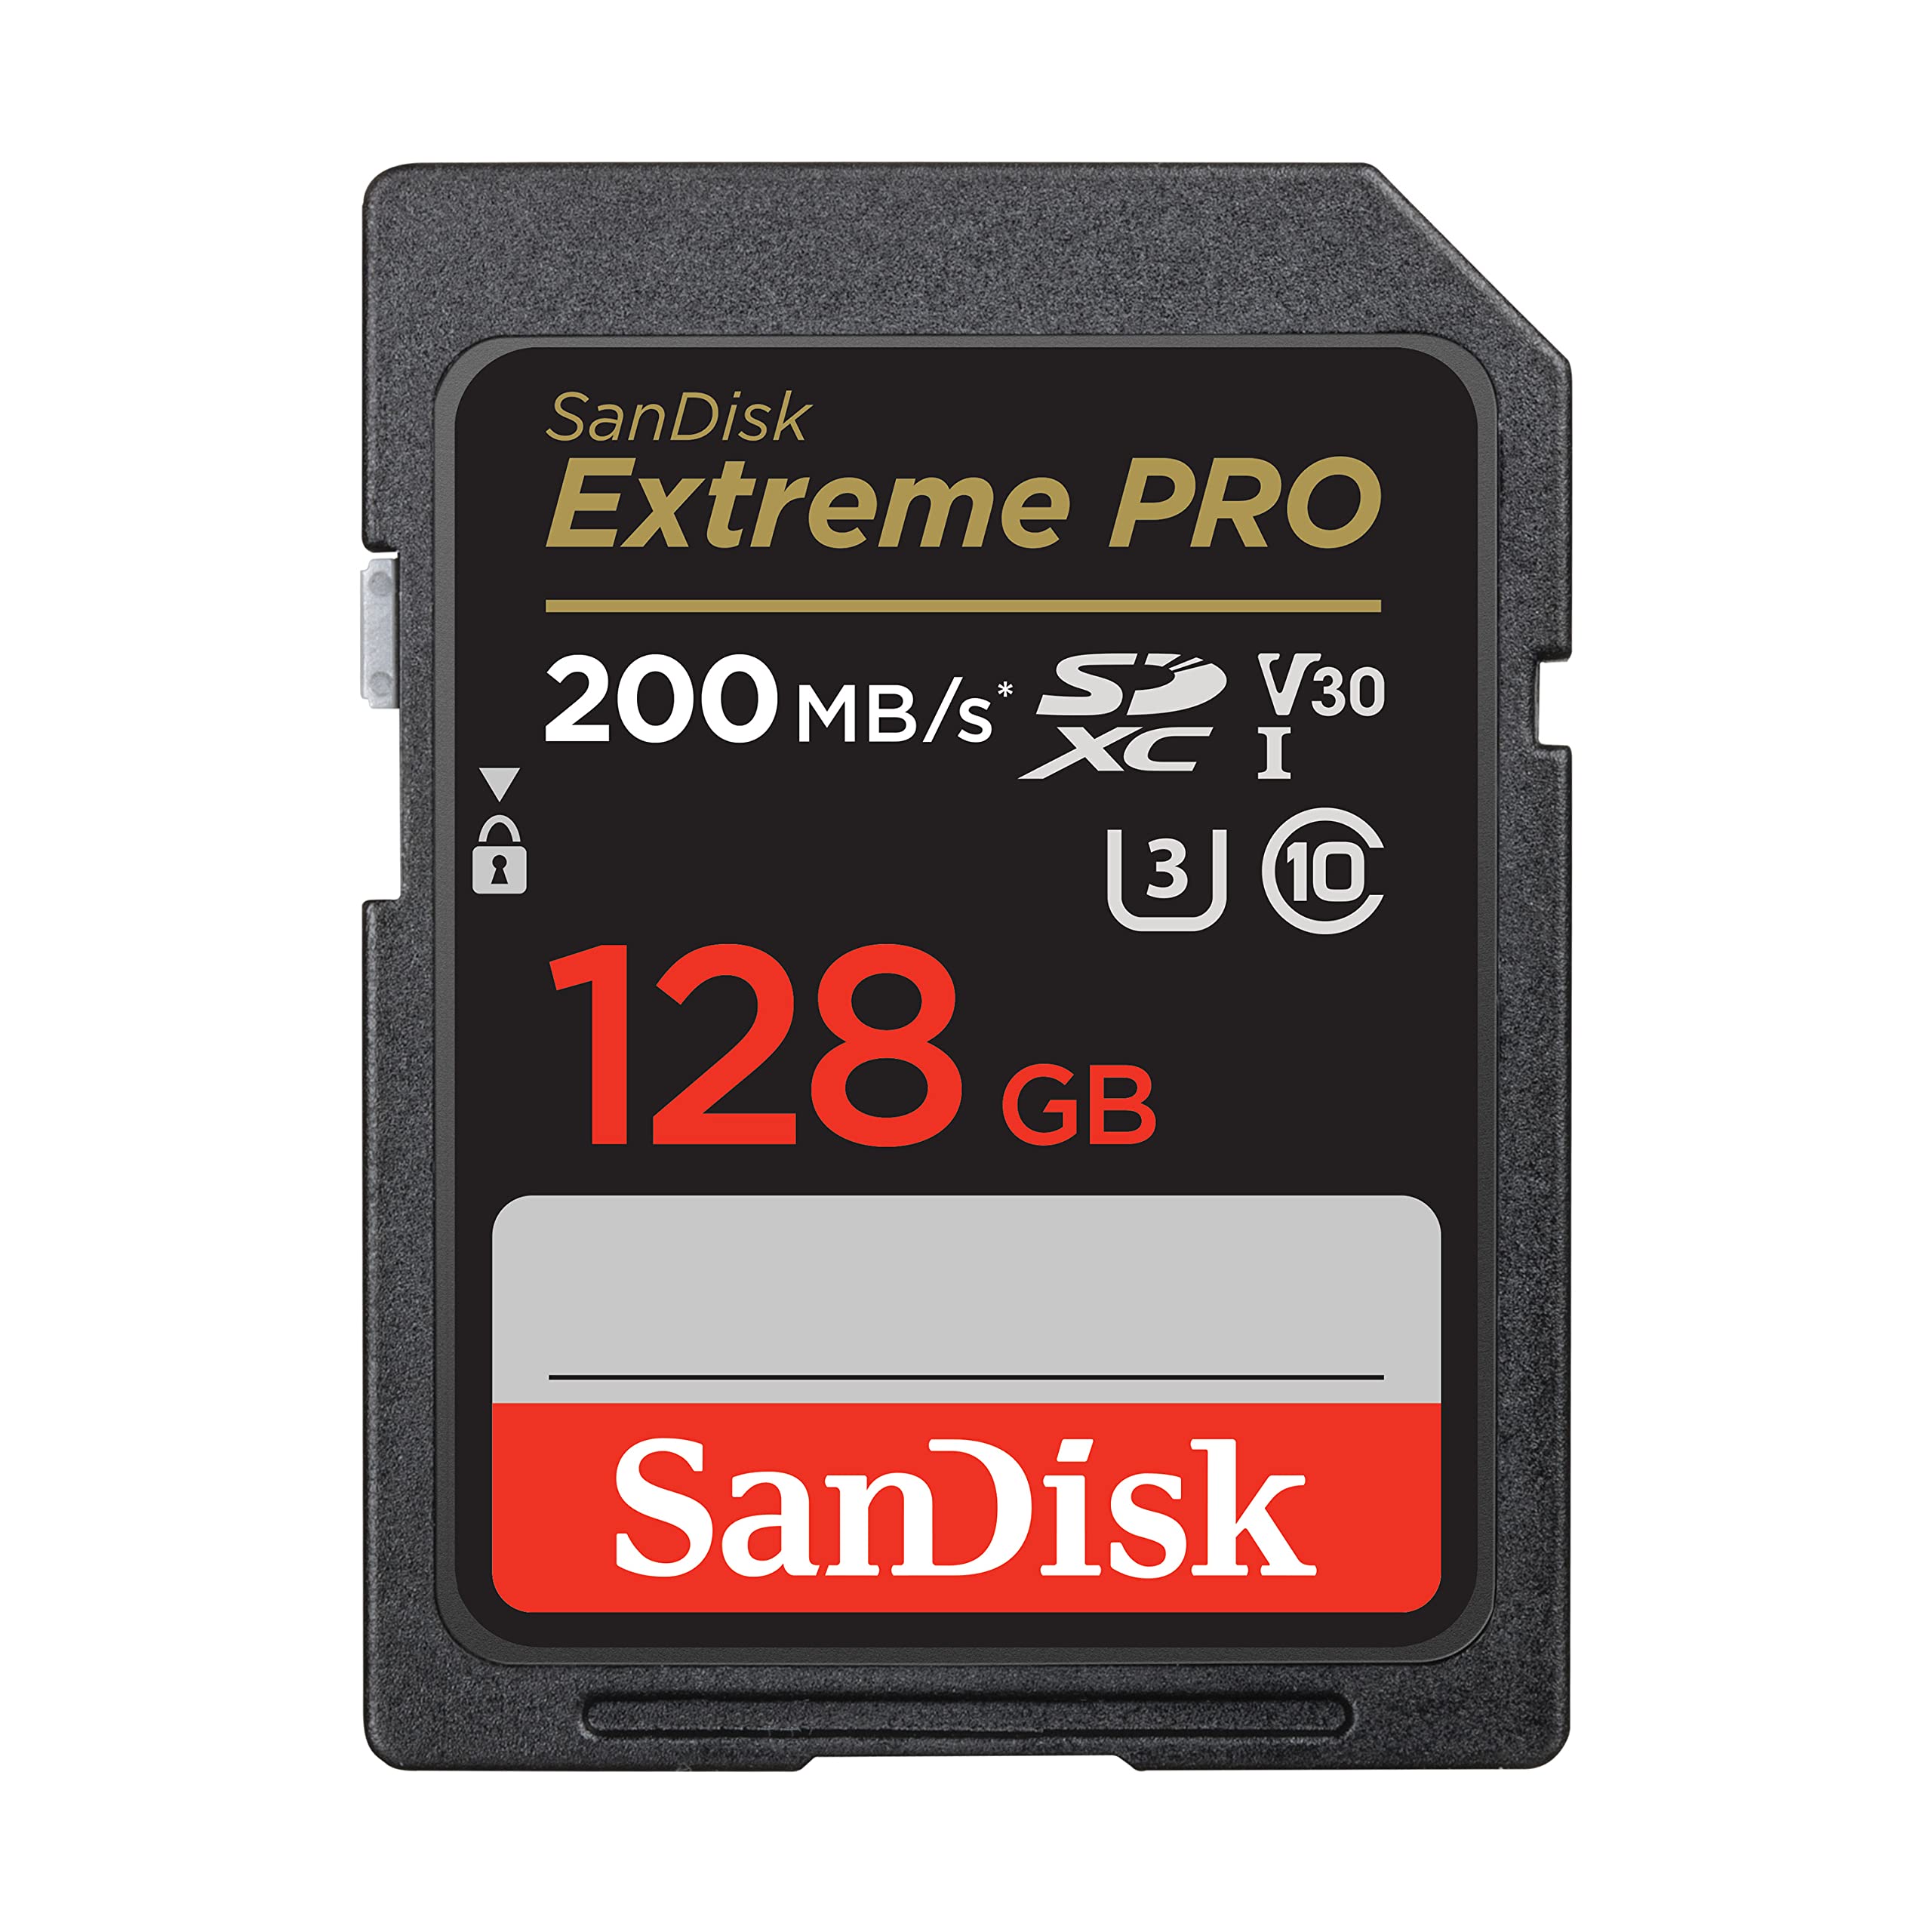 SanDisk
Extreme PRO
200 MB/s* SD XC V30 I
3 10
128 GB
SanDisk